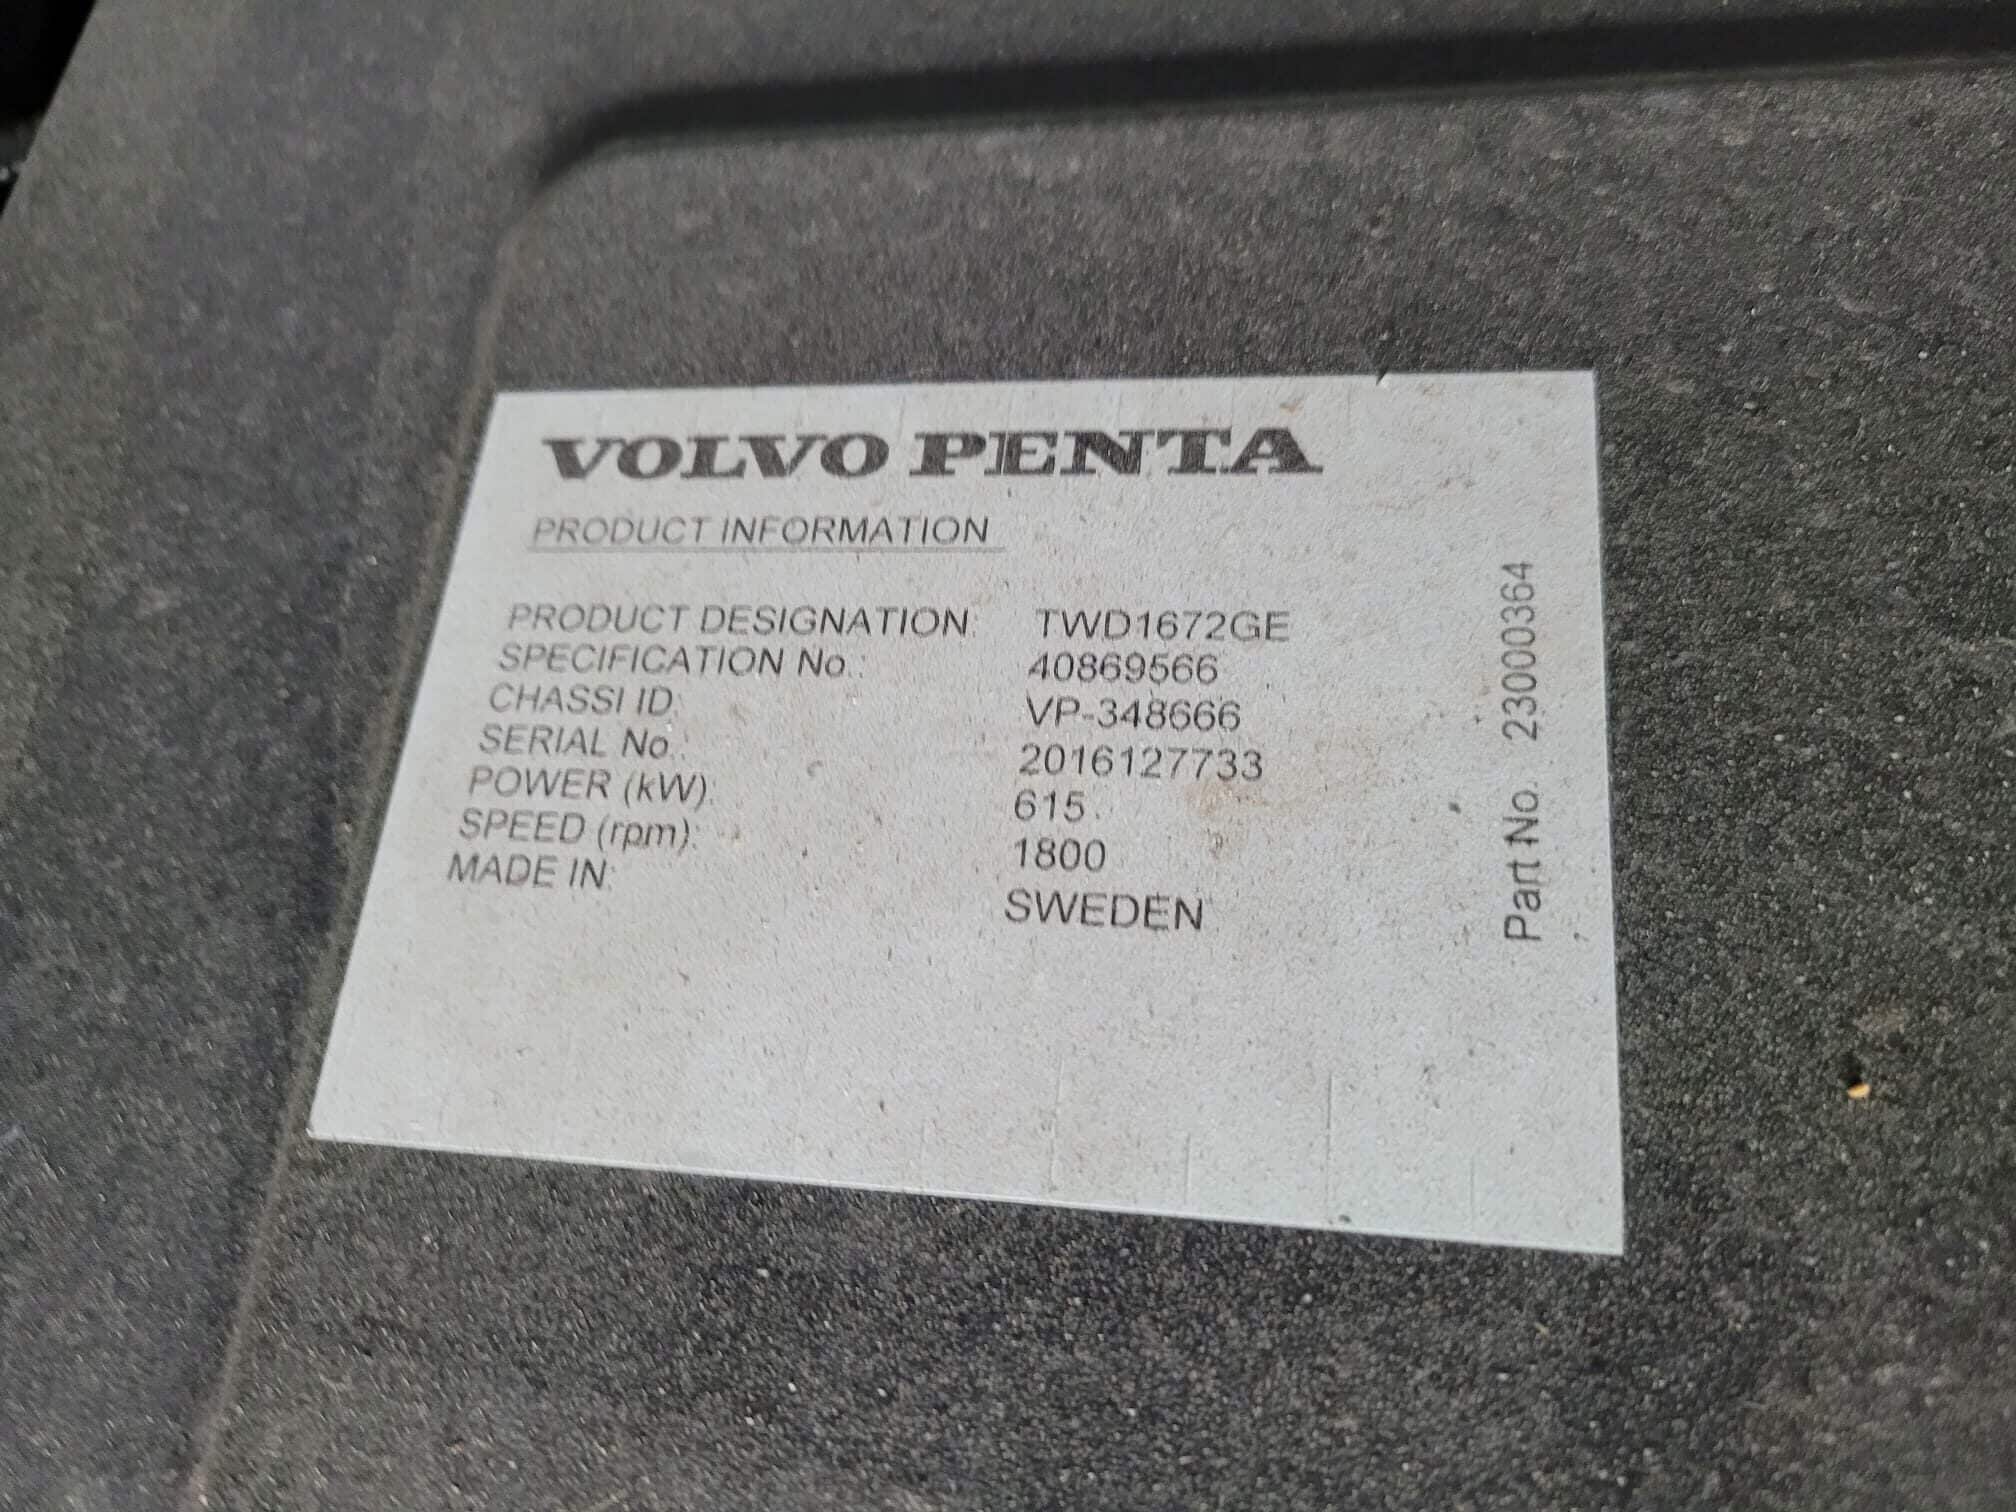 VOLVO PENTA
PRODUCT INFORMATION
PRODUCT DESIGNATION: TWD1672GE
SPECIFICATION No.: 40869566
CHASSI ID: VP-348666
SERIAL No.: 2016127733
POWER (kW): 615.
SPEED (rpm): 1800
MADE IN: SWEDEN
Part No. 23000364